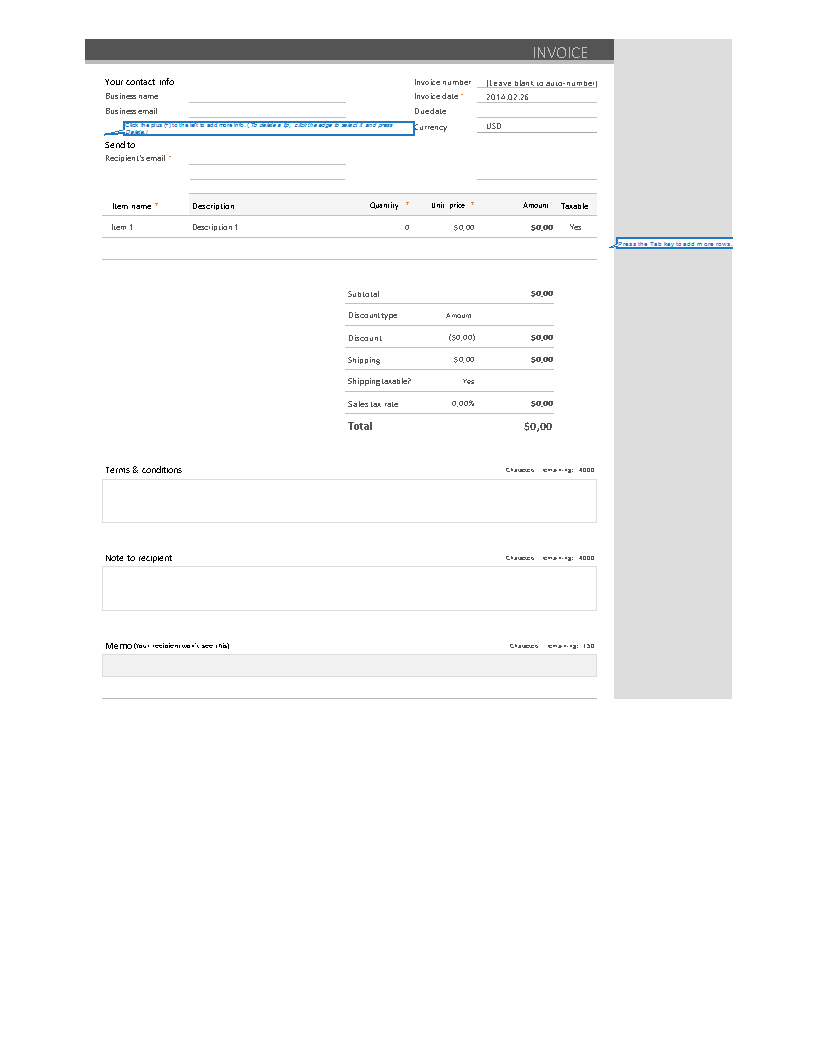 INVOICE
Your contact info
Invoice number (Leave blank to auto-number)
Business name
Invoice date * 2014.02.26
Business email
Due date
Click the plus (+) to the left to add more info. (To delete a tip, click the edge to select it and press Delete.)
Currency USD
Send to
Recipient's email *
Item name * Description Quantity * Unit price * Amount Taxable
Item 1 Description 1 0 $0,00 $0,00 Yes
Press the Tab key to add more rows.
Subtotal $0,00
Discount type Amount
Discount ($0,00) $0,00
Shipping $0,00 $0,00
Shipping taxable? Yes
Sales tax rate 0,00% $0,00
Total $0,00
Terms & conditions Characters remaining: 4000
Note to recipient Characters remaining: 4000
Memo (Your recipient won't see this) Characters remaining: 150